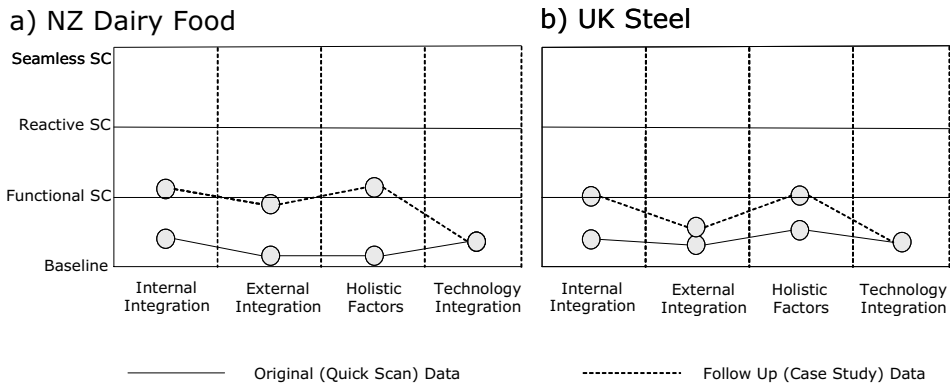 a) NZ Dairy Food
b) UK Steel
Seamless SC
Reactive SC
Functional SC
Baseline
Internal
Integration
External
Integration
Holistic
Factors
Technology
Integration
Internal
Integration
External
Integration
Holistic
Factors
Technology
Integration
Original (Quick Scan) Data
Follow Up (Case Study) Data